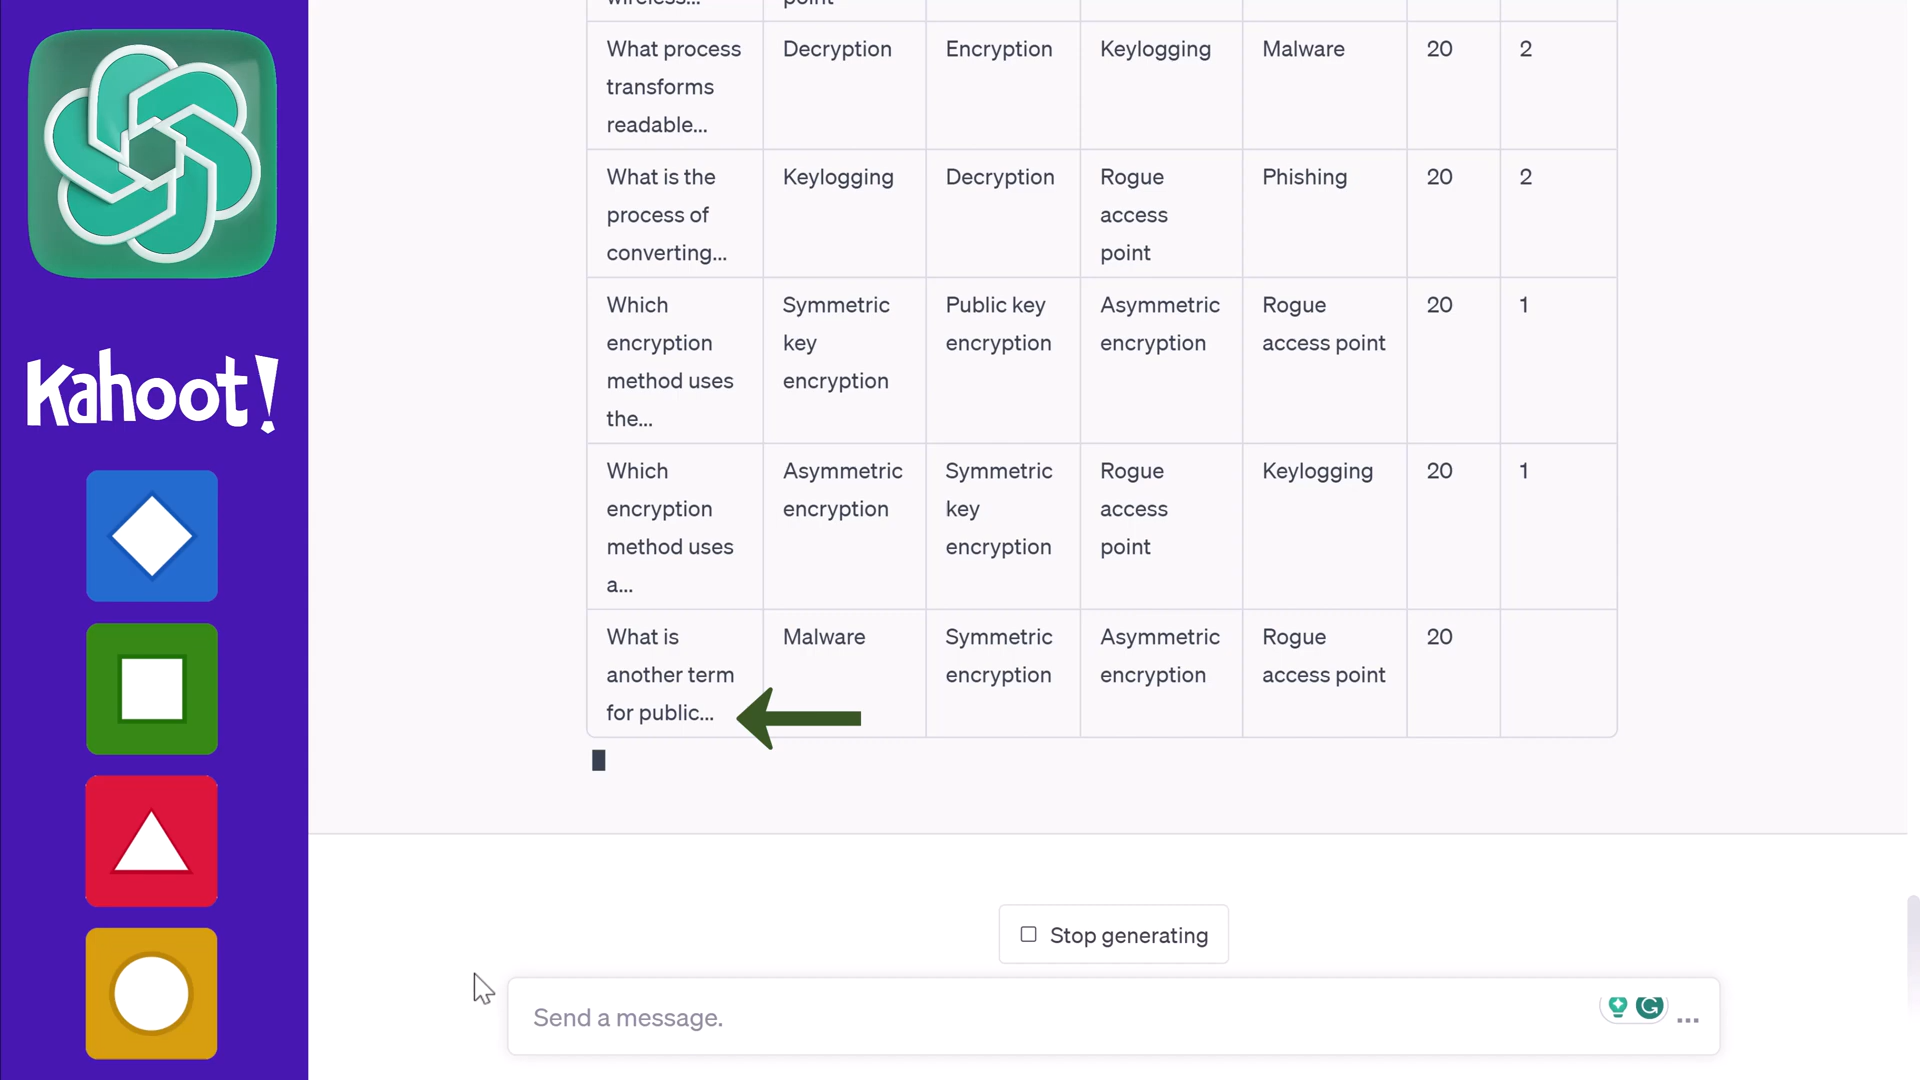 Kahoot!
wireless... point
What process Decryption Encryption Keylogging Malware 20 2
transforms
readable...
What is the Keylogging Decryption Rogue Phishing 20 2
process of access
converting... point
Which Symmetric Public key Asymmetric Rogue 20 1
encryption key encryption encryption access point
method uses encryption
the...
Which Asymmetric Symmetric Rogue Keylogging 20 1
encryption encryption key access
method uses encryption point
a...
What is Malware Symmetric Asymmetric Rogue 20
another term encryption encryption access point
for public...
Stop generating
Send a message.
...